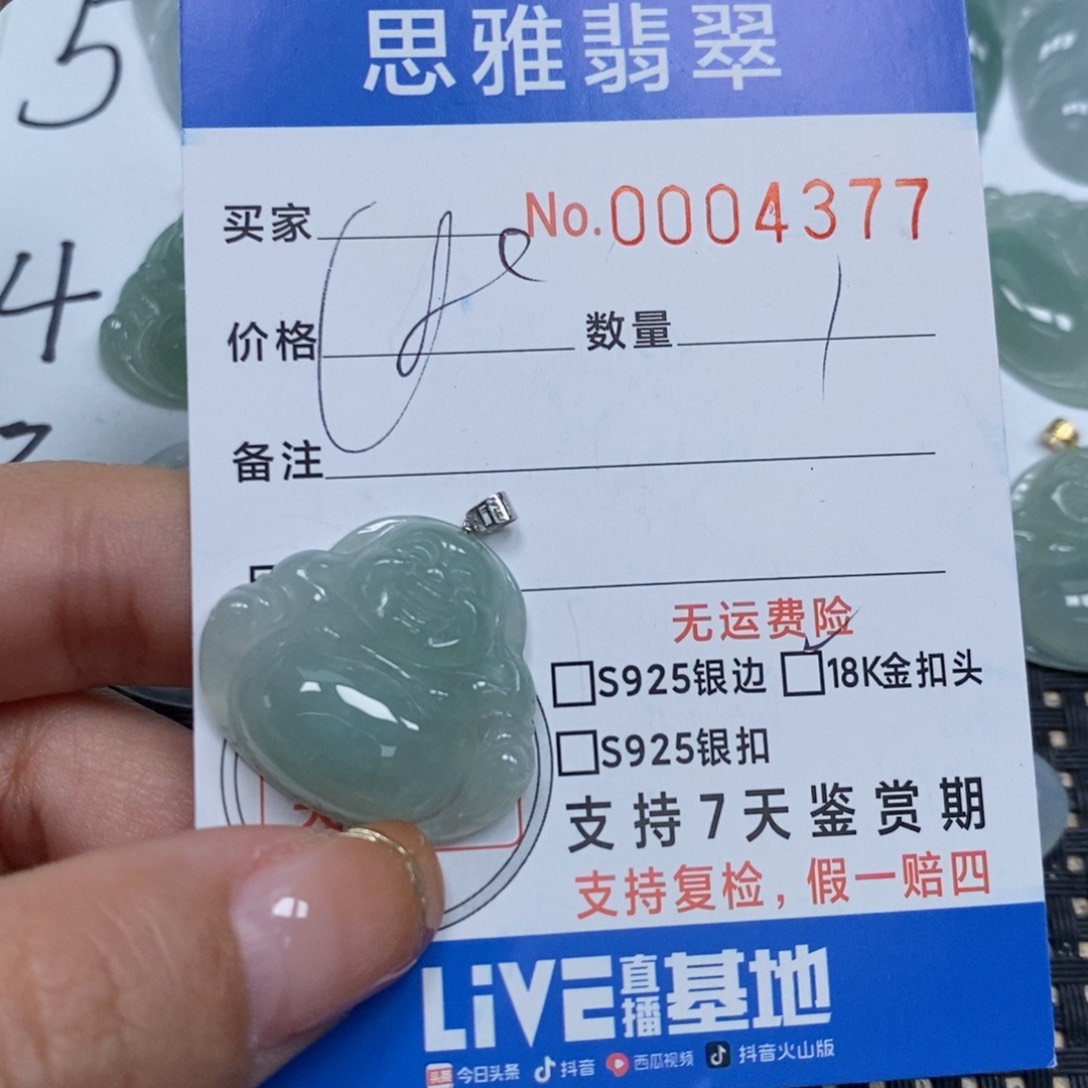 5
思雅翡翠
买家 No.0004377
4
价格 数量 1
备注
无运费险
S925银边 18K金扣头
S925银扣
支持7天鉴赏期
支持复检，假一赔四
LiVE直播基地
头条 今日头条 抖音 西瓜视频 抖音火山版